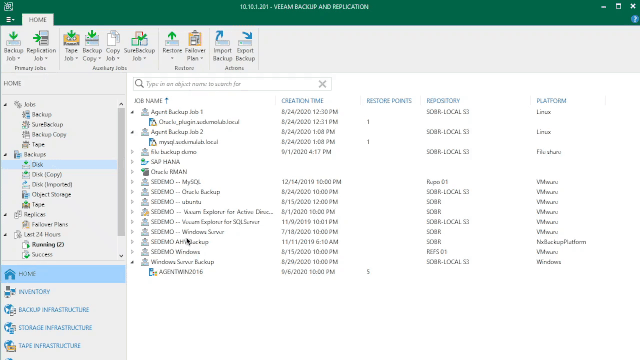 10.10.1.201 - VEEAM BACKUP AND REPLICATION
HOME
Backup Job
Replication Job
Primary Jobs
Tape Job
Backup Copy
Copy Job
SureBackup Job
Auxiliary Jobs
Restore
Failover Plan
Restore
Import Backup
Export Backup
Actions
HOME
Type in an object name to search for
Jobs
Backup
SureBackup
Backup Copy
Tape
Backups
Disk
Disk (Copy)
Disk (Imported)
Object Storage
Tape
Replicas
Failover Plans
Last 24 Hours
Running (2)
Success
HOME
INVENTORY
BACKUP INFRASTRUCTURE
STORAGE INFRASTRUCTURE
TAPE INFRASTRUCTURE
JOB NAME CREATION TIME RESTORE POINTS REPOSITORY PLATFORM
Agent Backup Job 1 8/24/2020 12:30 PM SOBR-LOCAL S3 Linux
Oracle_plugin.sedemolab.local 8/24/2020 12:31 PM 1
Agent Backup Job 2 8/24/2020 1:08 PM SOBR-LOCAL S3 Linux
mysql.sudemolab.local 8/24/2020 1:08 PM 1
file backup demo 9/1/2020 4:17 PM SOBR-LOCAL S3 File share
SAP HANA
Oracle RMAN
SEDEMO -- MySQL 12/14/2019 10:00 PM Repo 01 VMware
SEDEMO -- Oracle Backup 8/24/2020 10:00 PM SOBR-LOCAL S3 VMware
SEDEMO -- ubuntu 8/15/2020 12:00 PM SOBR VMware
SEDEMO -- Veeam Explorer for Active Direc... 8/1/2020 10:00 PM SOBR VMware
SEDEMO -- Veeam Explorer for SQLServer 11/9/2019 10:01 PM SOBR-LOCAL S3 VMware
SEDEMO -- Windows Server 7/18/2020 10:00 PM SOBR VMware
SEDEMO AHV Backup 11/11/2019 6:10 AM SOBR NxBackupPlatform
SEDEMO Windows 8/15/2020 10:00 PM REFS 01 VMware
Windows Server Backup 8/29/2020 10:00 PM SOBR-LOCAL S3 Windows
AGENTWIN2016 9/6/2020 10:00 PM 5